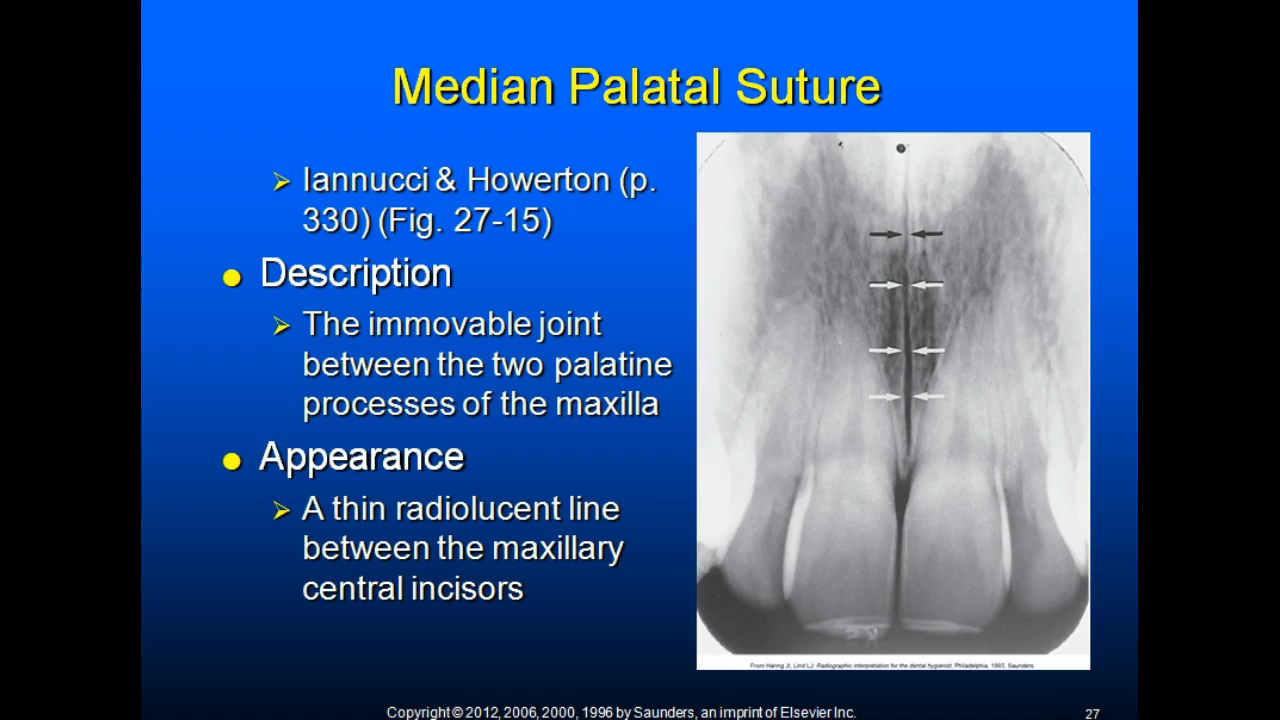 Median Palatal Suture
Iannucci & Howerton (p.
330) (Fig. 27-15)
Description
The immovable joint
between the two palatine
processes of the maxilla
Appearance
A thin radiolucent line
between the maxillary
central incisors
From Haring JI, Lind LJ: Radiographic interpretation for the dental hygienist, Philadelphia, 1993, Saunders.
Copyright © 2012, 2006, 2000, 1996 by Saunders, an imprint of Elsevier Inc.
27